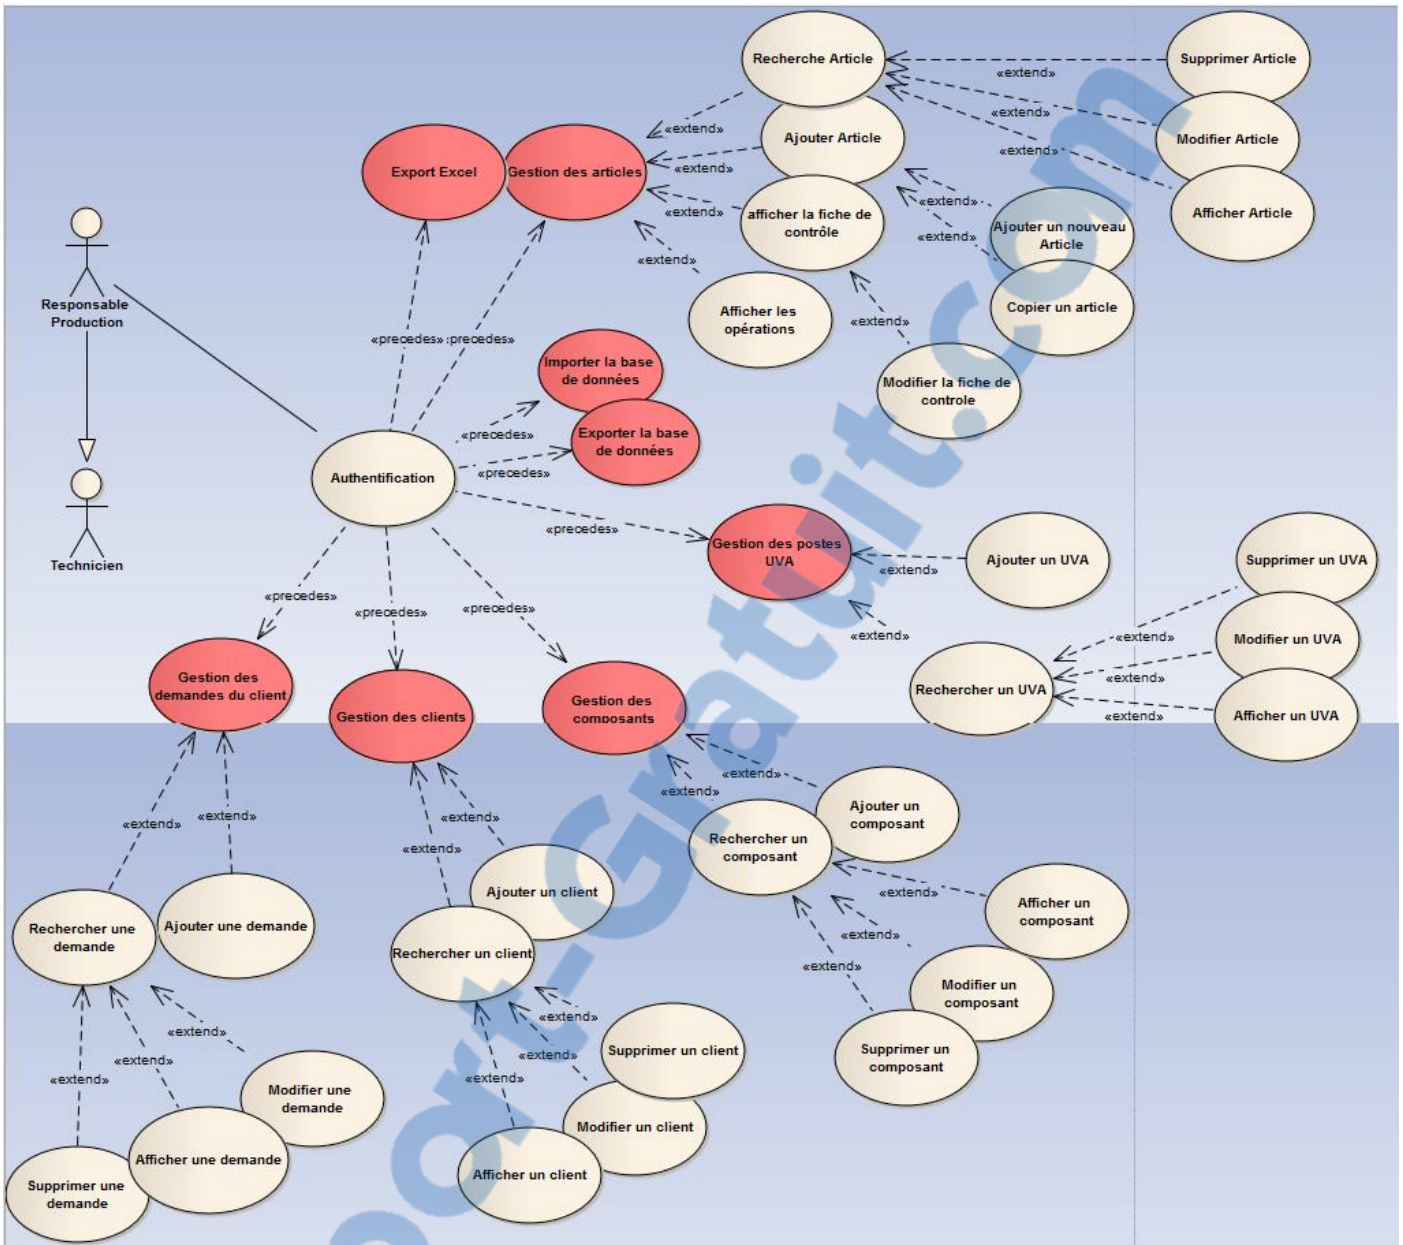 Recherche Article
Supprimer Article
«extend»
«extend»
«extend»
Ajouter Article
Modifier Article
«extend»
«extend»
Export Excel
Gestion des articles
«extend»
afficher la fiche de
contrôle
«extend»
«extend»
Afficher Article
Ajouter un nouveau
Article
«extend»
Responsable
Production
Afficher les
opérations
Copier un article
«extend»
«precedes»
:precedes»
Importer la base
de données
Modifier la fiche de
controle
«precedes»
Exporter la base
de données
«precedes»
Authentification
«precedes»
Technicien
Gestion des postes
UVA
«extend»
Ajouter un UVA
Supprimer un UVA
«precedes»
«precedes»
«precedes»
«extend»
«extend»
Modifier un UVA
Gestion des
demandes du client
Gestion des clients
Gestion des
composants
Rechercher un UVA
«extend»
«extend»
Afficher un UVA
«extend»
«extend»
«extend»
«extend»
«extend»
«extend»
Ajouter un
composant
Rechercher un
composant
Rechercher une
demande
Ajouter une demande
Ajouter un client
Rechercher un client
«extend»
Afficher un
composant
«extend»
«extend»
Modifier un
composant
Supprimer un
composant
«extend»
«extend»
«extend»
«extend»
«extend»
«extend»
Supprimer un client
Modifier une
demande
Modifier un client
Afficher une demande
Afficher un client
Supprimer une
demande
ort-Gratuit.com